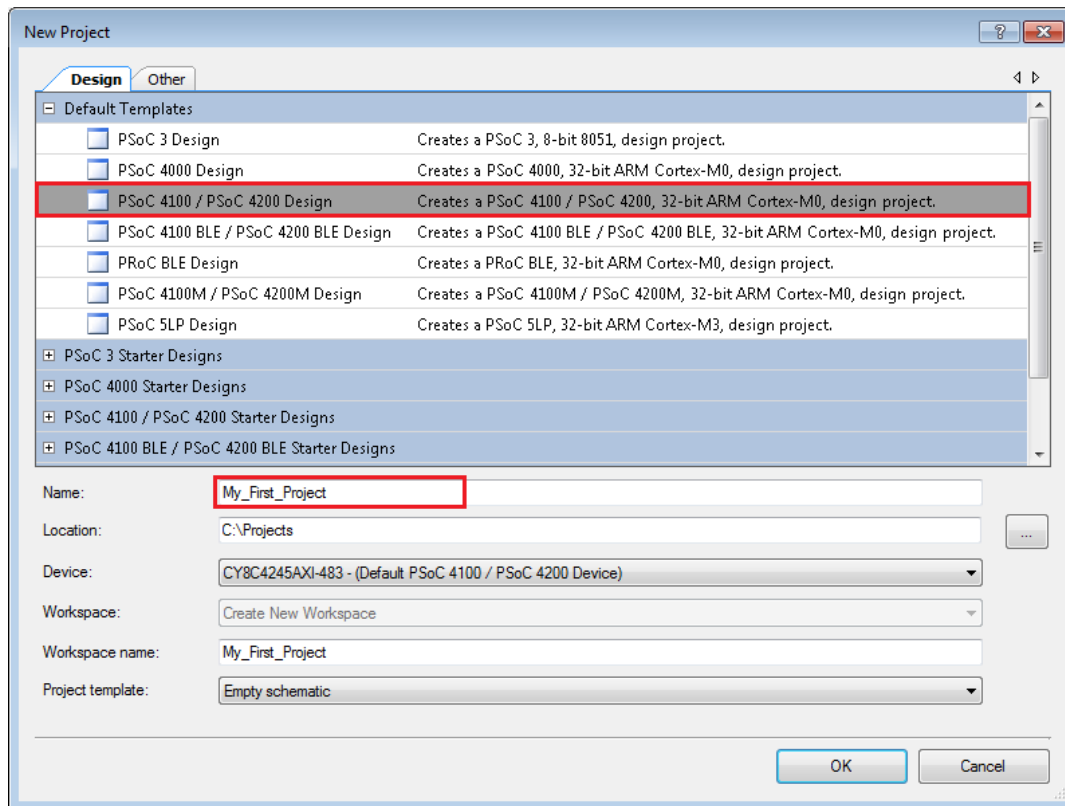 New Project
Design Other
Default Templates
PSoC 3 Design Creates a PSoC 3, 8-bit 8051, design project.
PSoC 4000 Design Creates a PSoC 4000, 32-bit ARM Cortex-M0, design project.
PSoC 4100 / PSoC 4200 Design Creates a PSoC 4100 / PSoC 4200, 32-bit ARM Cortex-M0, design project.
PSoC 4100 BLE / PSoC 4200 BLE Design Creates a PSoC 4100 BLE / PSoC 4200 BLE, 32-bit ARM Cortex-M0, design project.
PRoC BLE Design Creates a PRoC BLE, 32-bit ARM Cortex-M0, design project.
PSoC 4100M / PSoC 4200M Design Creates a PSoC 4100M / PSoC 4200M, 32-bit ARM Cortex-M0, design project.
PSoC 5LP Design Creates a PSoC 5LP, 32-bit ARM Cortex-M3, design project.
PSoC 3 Starter Designs
PSoC 4000 Starter Designs
PSoC 4100 / PSoC 4200 Starter Designs
PSoC 4100 BLE / PSoC 4200 BLE Starter Designs
Name: My_First_Project
Location: C:\Projects ...
Device: CY8C4245AXI-483 - (Default PSoC 4100 / PSoC 4200 Device)
Workspace: Create New Workspace
Workspace name: My_First_Project
Project template: Empty schematic
OK Cancel